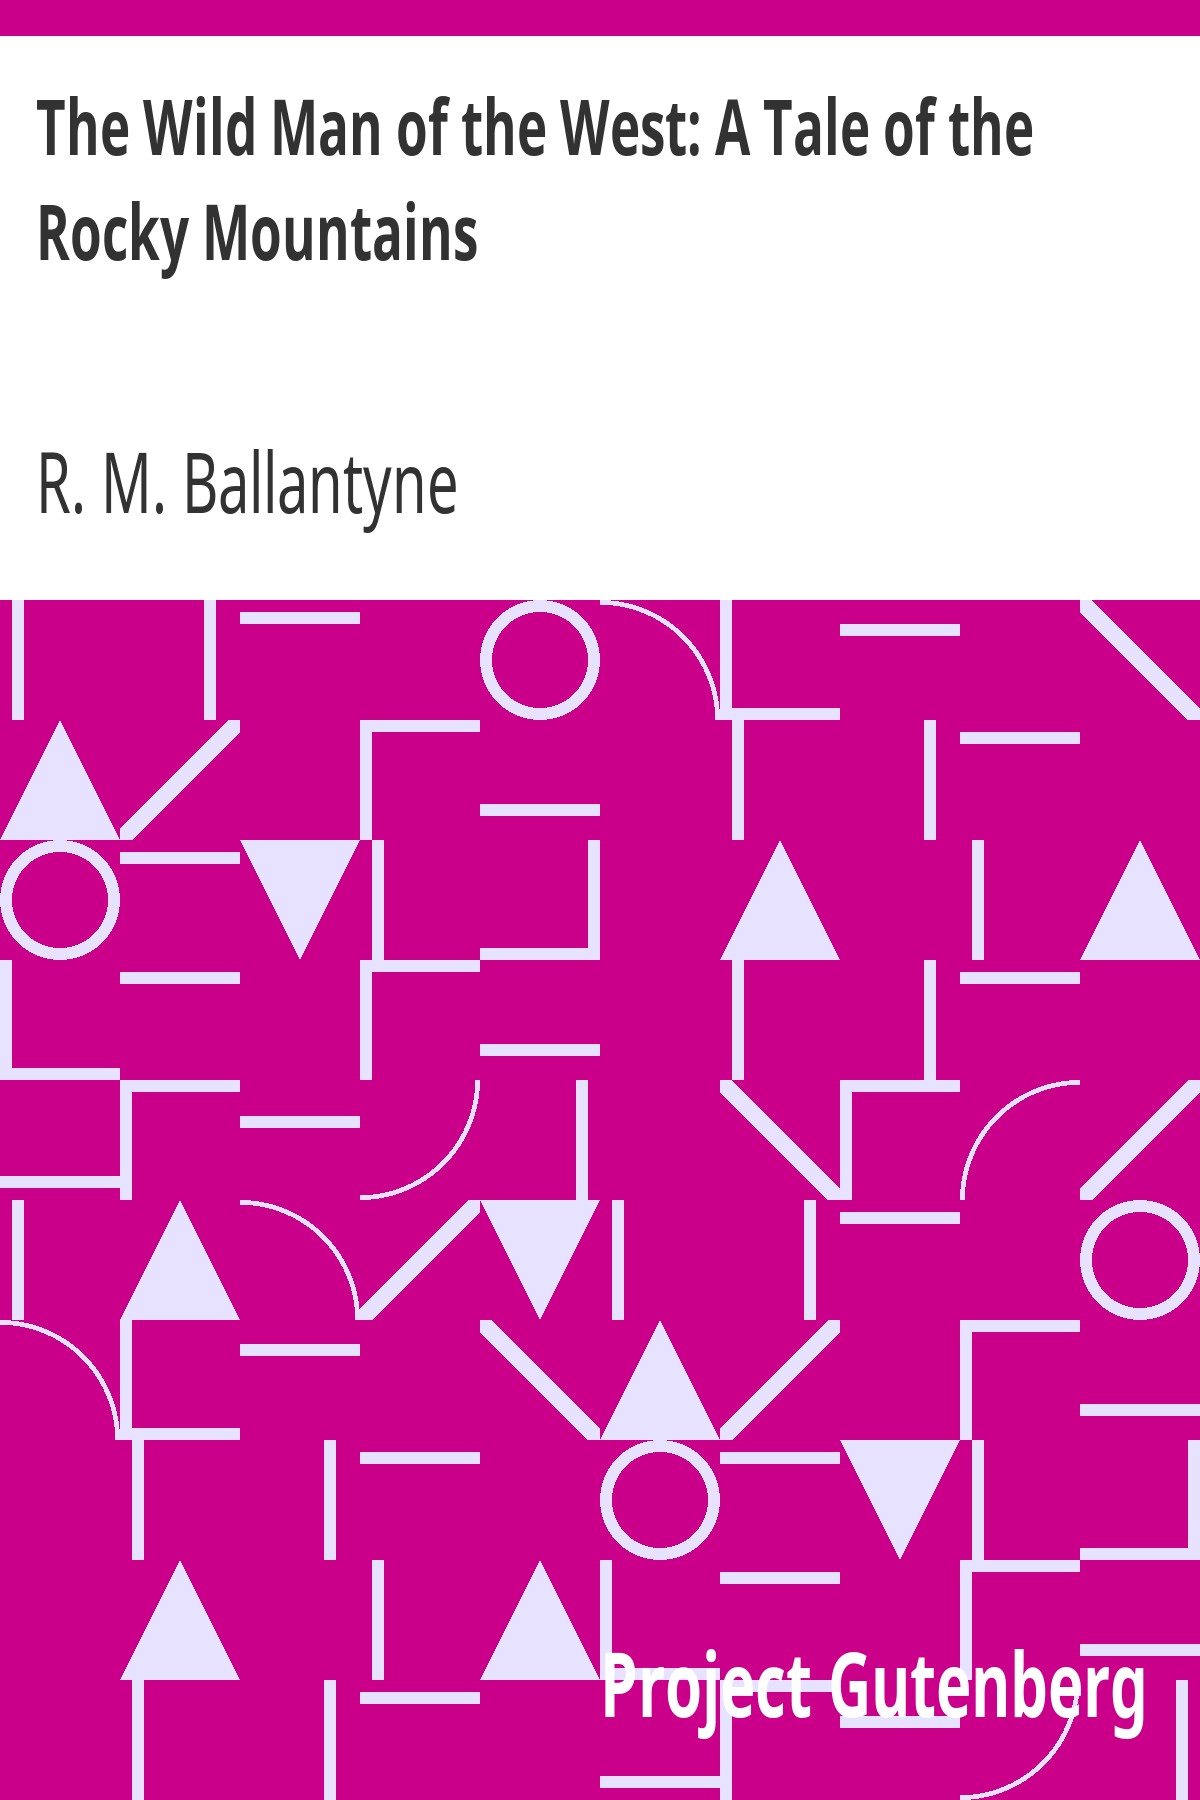 The Wild Man of the West: A Tale of the
Rocky Mountains
R. M. Ballantyne
Project Gutenberg